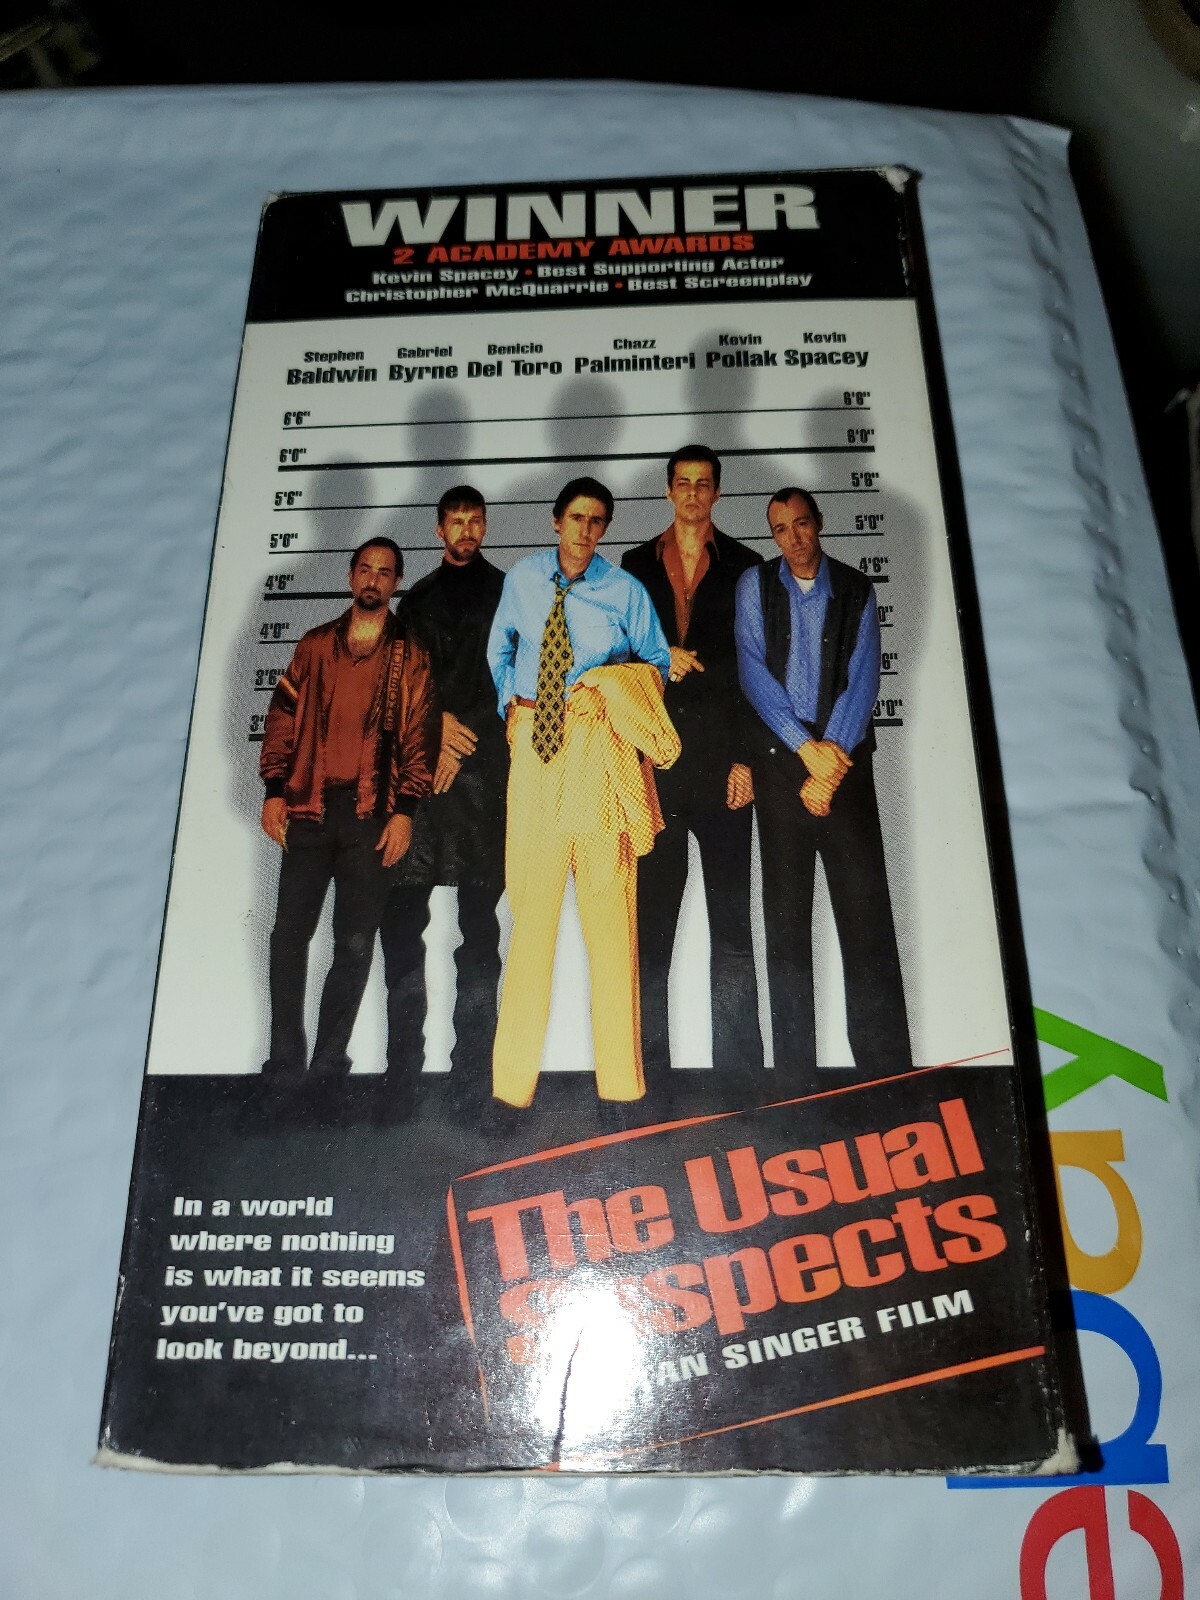 WINNER
2 ACADEMY AWARDS
Kevin Spacey • Best Supporting Actor
Christopher McQuarrie • Best Screenplay
Stephen Baldwin
Gabriel Byrne
Benicio Del Toro
Chazz Palminteri
Kevin Pollak
Kevin Spacey
6'6" 6'6"
6'0" 6'0"
5'6" 5'6"
5'0" 5'0"
4'6" 4'6"
4'0"
3'6"
3'0"
The Usual
Suspects
SINGER FILM
In a world
where nothing
is what it seems
you've got to
look beyond...
ebay